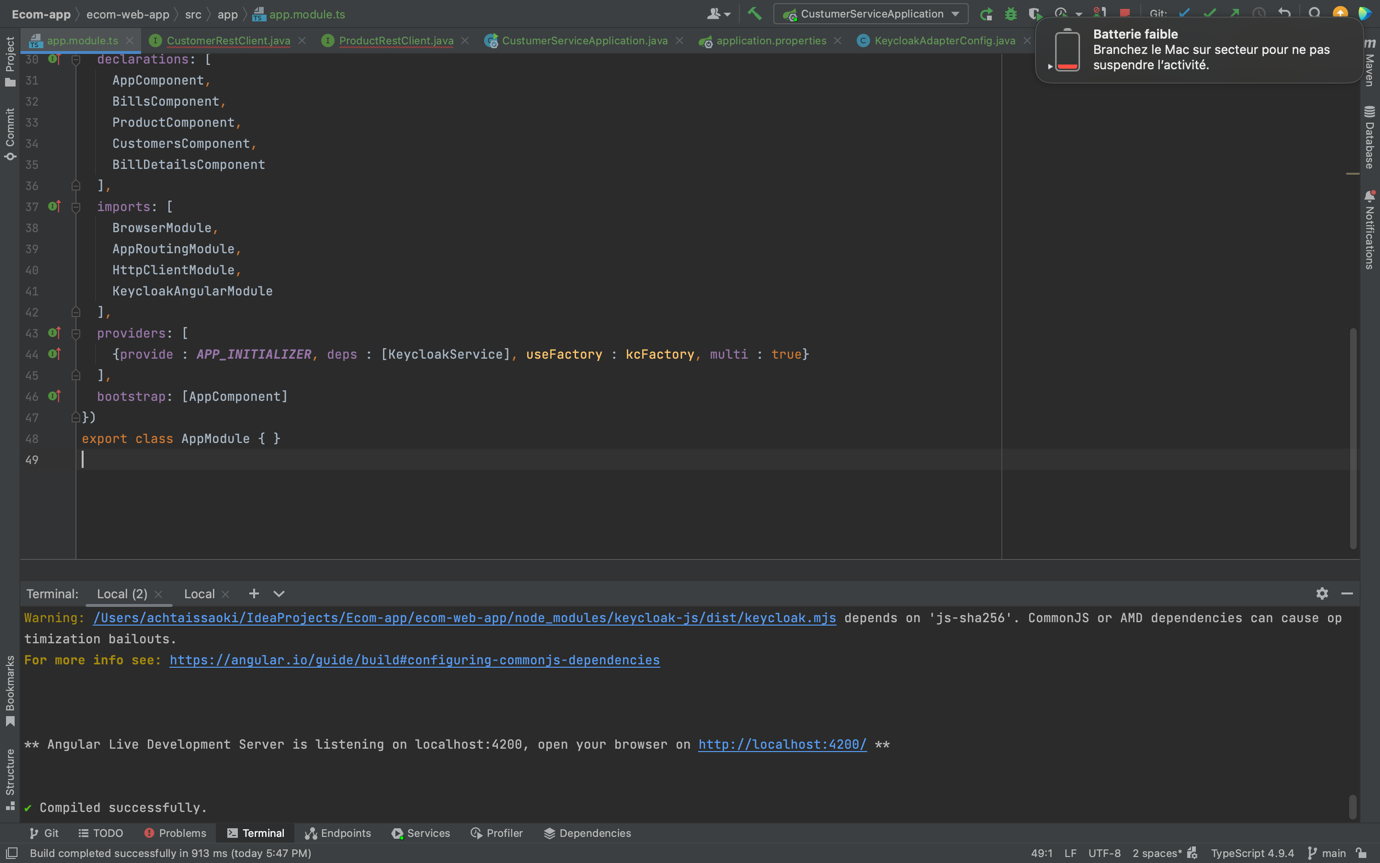 Ecom-app
ecom-web-app
src
app
app.module.ts
CustumerServiceApplication
Git:
app.module.ts
CustomerRestClient.java
ProductRestClient.java
CustumerServiceApplication.java
application.properties
KeycloakAdapterConfig.java
Batterie faible
Branchez le Mac sur secteur pour ne pas
suspendre l’activité.
Project
Commit
Bookmarks
Structure
Maven
Database
Notifications
30 declarations: [
31 AppComponent,
32 BillsComponent,
33 ProductComponent,
34 CustomersComponent,
35 BillDetailsComponent
36 ],
37 imports: [
38 BrowserModule,
39 AppRoutingModule,
40 HttpClientModule,
41 KeycloakAngularModule
42 ],
43 providers: [
44 {provide : APP_INITIALIZER, deps : [KeycloakService], useFactory : kcFactory, multi : true}
45 ],
46 bootstrap: [AppComponent]
47 })
48 export class AppModule { }
49
Terminal: Local (2) Local
Warning: /Users/achtaissaoki/IdeaProjects/Ecom-app/ecom-web-app/node_modules/keycloak-js/dist/keycloak.mjs depends on 'js-sha256'. CommonJS or AMD dependencies can cause op
timization bailouts.
For more info see: https://angular.io/guide/build#configuring-commonjs-dependencies
** Angular Live Development Server is listening on localhost:4200, open your browser on http://localhost:4200/ **
✔ Compiled successfully.
Git TODO Problems Terminal Endpoints Services Profiler Dependencies
Build completed successfully in 913 ms (today 5:47 PM)
49:1 LF UTF-8 2 spaces* TypeScript 4.9.4 main